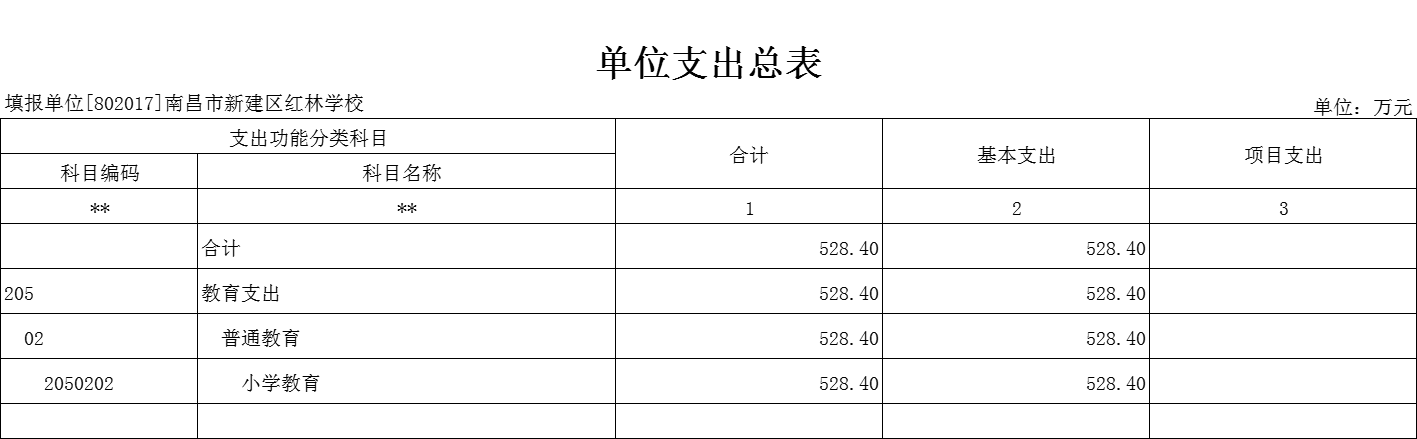 单位支出总表
填报单位[802017]南昌市新建区红林学校 单位：万元
支出功能分类科目 合计 基本支出 项目支出
科目编码 科目名称
** ** 1 2 3
合计 528.40 528.40
205 教育支出 528.40 528.40
02 普通教育 528.40 528.40
2050202 小学教育 528.40 528.40